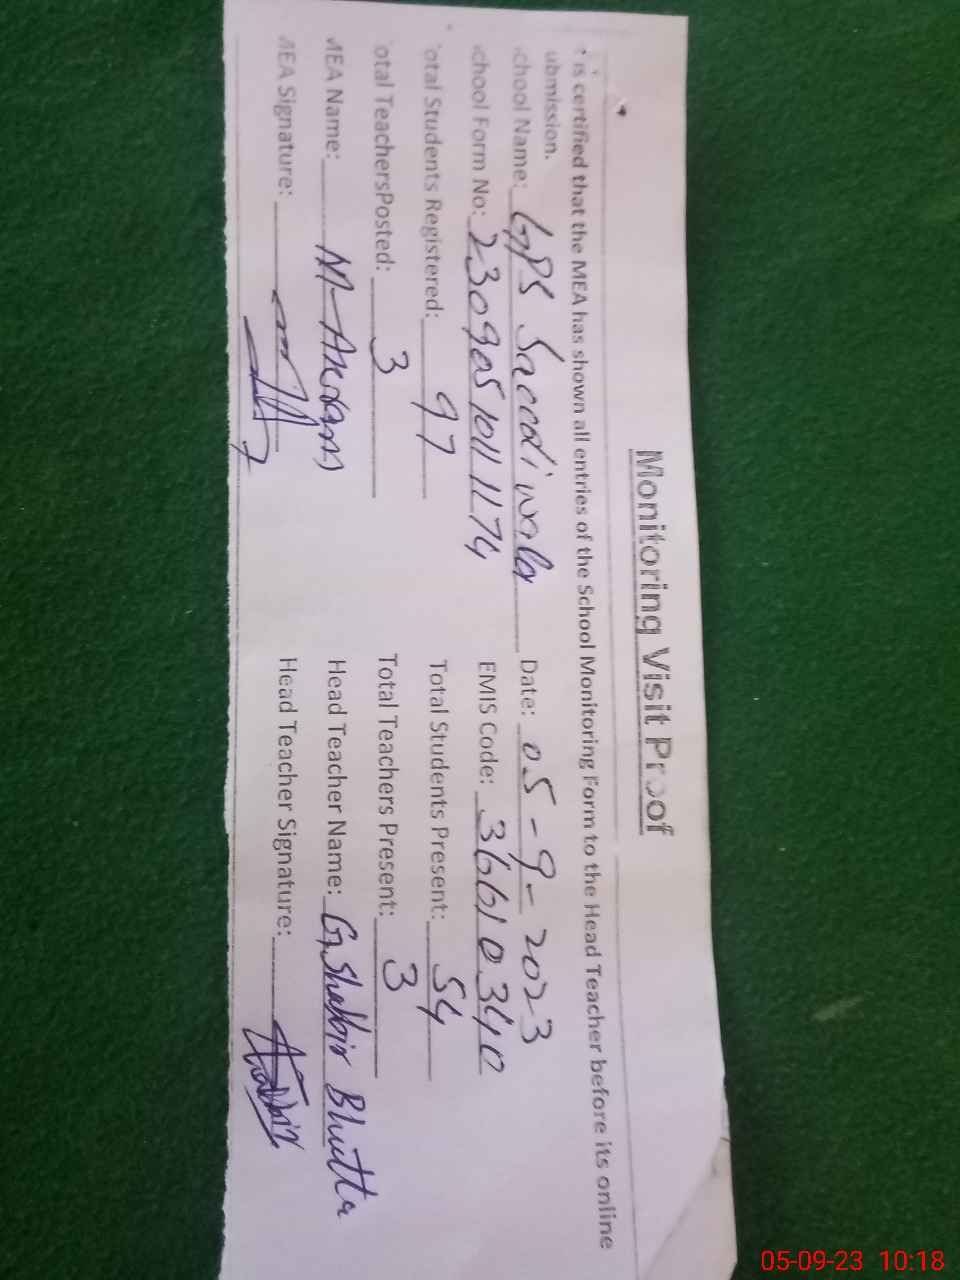 Monitoring Visit Proof
t is certified that the MEA has shown all entries of the School Monitoring Form to the Head Teacher before its online
ubmission.
chool Name: GPS Saeediwala Date: 05-9-2023
chool Form No: 2309051011174 EMIS Code: 36610340
otal Students Registered: 97 Total Students Present: 54
otal TeachersPosted: 3 Total Teachers Present: 3
MEA Name: M-Akram Head Teacher Name: G, Shabbir Bhutta
MEA Signature: Head Teacher Signature: Shabbir
05-09-23 10:18